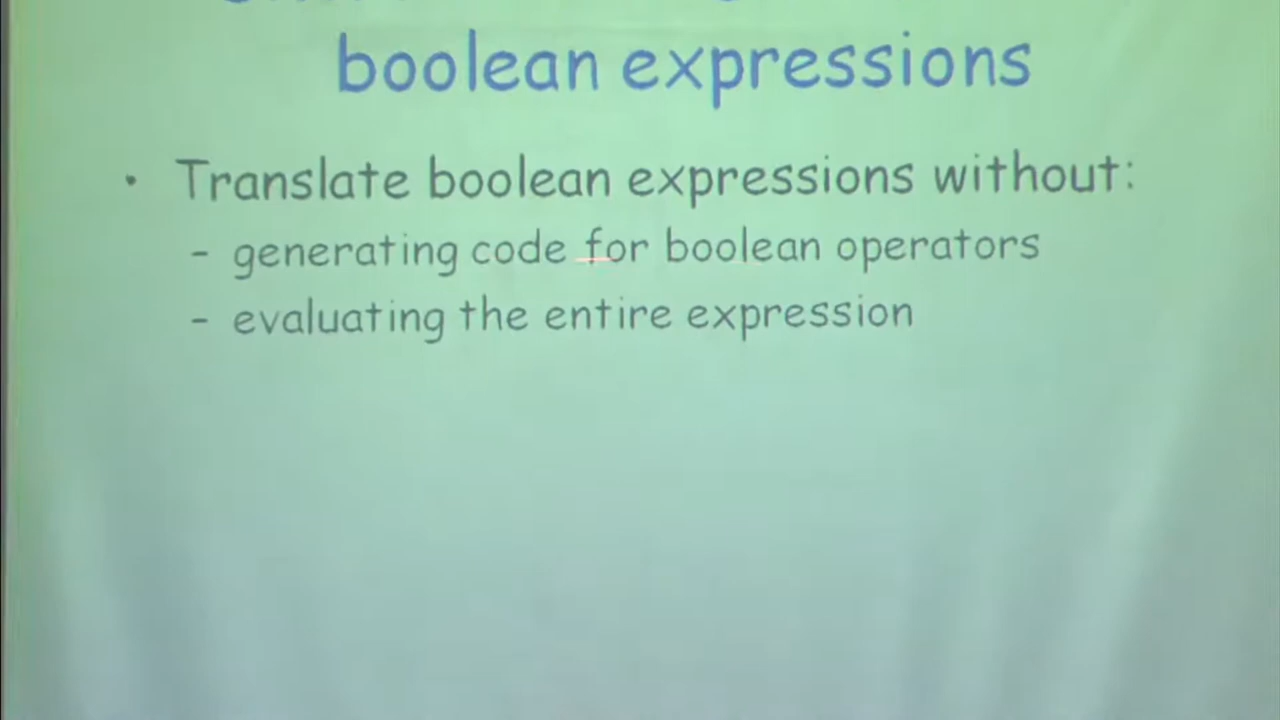 boolean expressions
• Translate boolean expressions without:
– generating code for boolean operators
– evaluating the entire expression